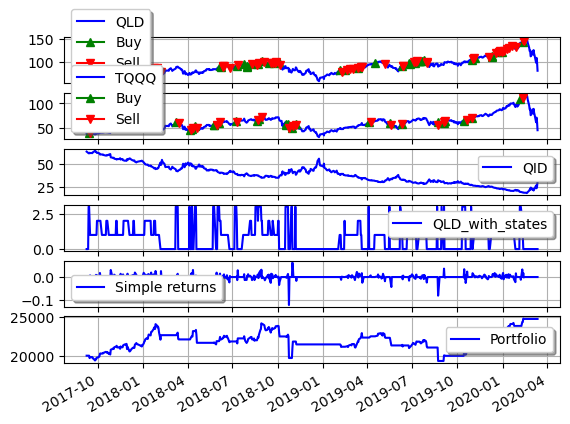 QLD
Buy
Sell
150
100
TQQQ
Buy
Sell
100
50
QID
50
25
QLD_with_states
2.5
0.0
Simple returns
0.0
−0.1
Portfolio
25000
20000
2017-10 2018-01 2018-04 2018-07 2018-10 2019-01 2019-04 2019-07 2019-10 2020-01 2020-04